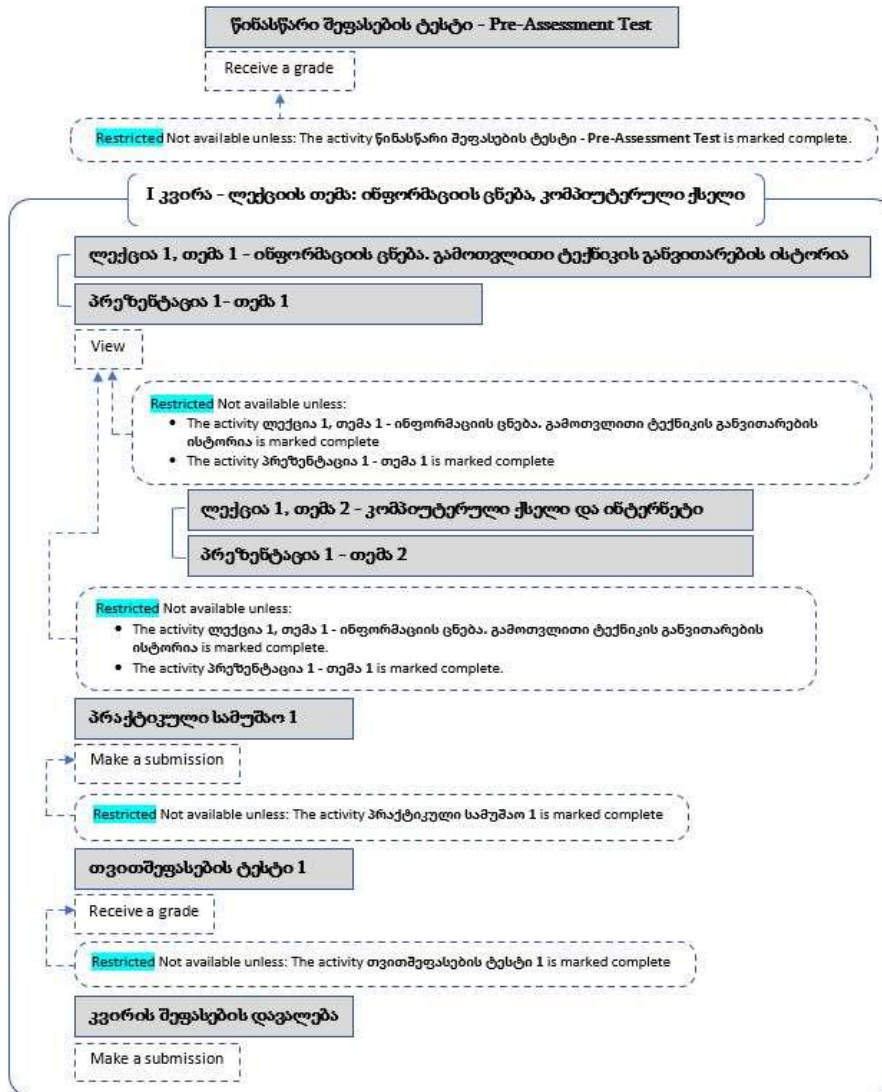 წინასწარი შეფასების ტესტი - Pre-Assessment Test
Receive a grade
Restricted Not available unless: The activity წინასწარი შეფასების ტესტი - Pre-Assessment Test is marked complete.
I კვირა - ლექციის თემა: ინფორმაციის ცნება, კომპიუტერული ქსელი
ლექცია 1, თემა 1 - ინფორმაციის ცნება. გამოთვლითი ტექნიკის განვითარების ისტორია
პრეზენტაცია 1- თემა 1
View
Restricted Not available unless:
• The activity ლექცია 1, თემა 1 - ინფორმაციის ცნება. გამოთვლითი ტექნიკის განვითარების
ისტორია is marked complete
• The activity პრეზენტაცია 1 - თემა 1 is marked complete
ლექცია 1, თემა 2 - კომპიუტერული ქსელი და ინტერნეტი
პრეზენტაცია 1 - თემა 2
Restricted Not available unless:
• The activity ლექცია 1, თემა 1 - ინფორმაციის ცნება. გამოთვლითი ტექნიკის განვითარების
ისტორია is marked complete.
• The activity პრეზენტაცია 1 - თემა 1 is marked complete.
პრაქტიკული სამუშაო 1
Make a submission
Restricted Not available unless: The activity პრაქტიკული სამუშაო 1 is marked complete
თვითშეფასების ტესტი 1
Receive a grade
Restricted Not available unless: The activity თვითშეფასების ტესტი 1 is marked complete
კვირის შეფასების დავალება
Make a submission